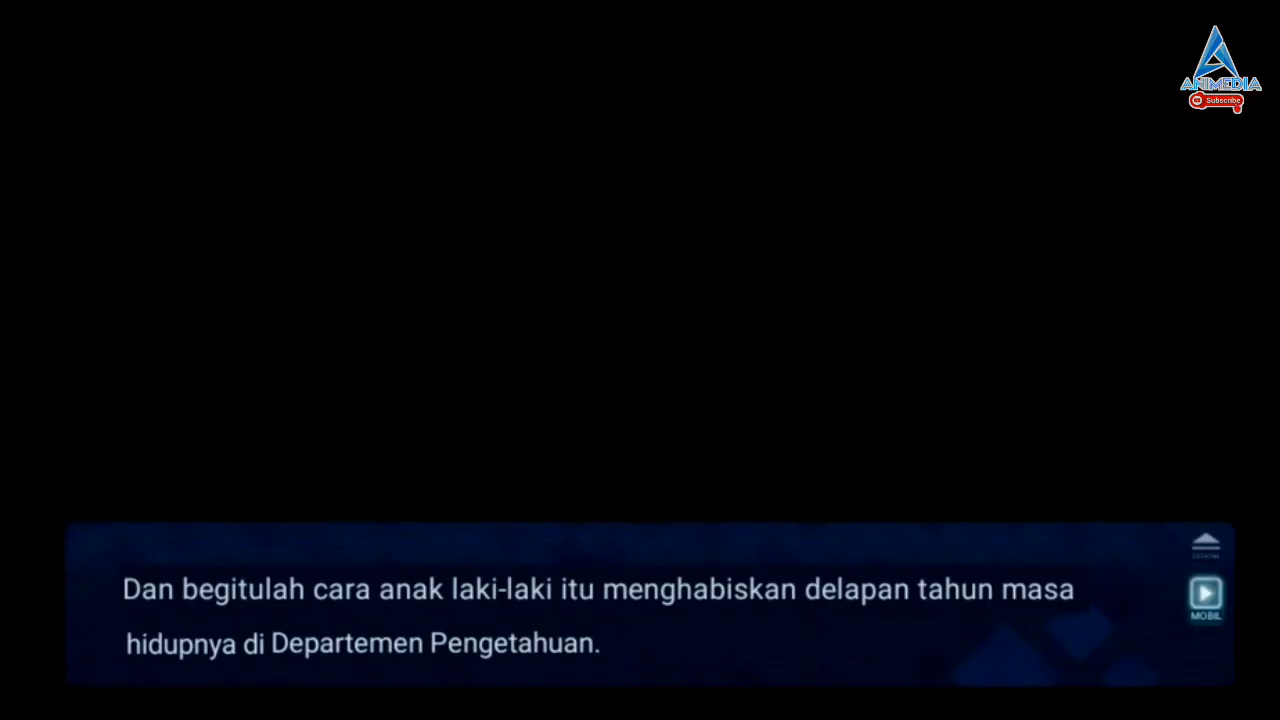 ANIMEDIA
Subscribe
Dan begitulah cara anak laki-laki itu menghabiskan delapan tahun masa
hidupnya di Departemen Pengetahuan.
MOBIL